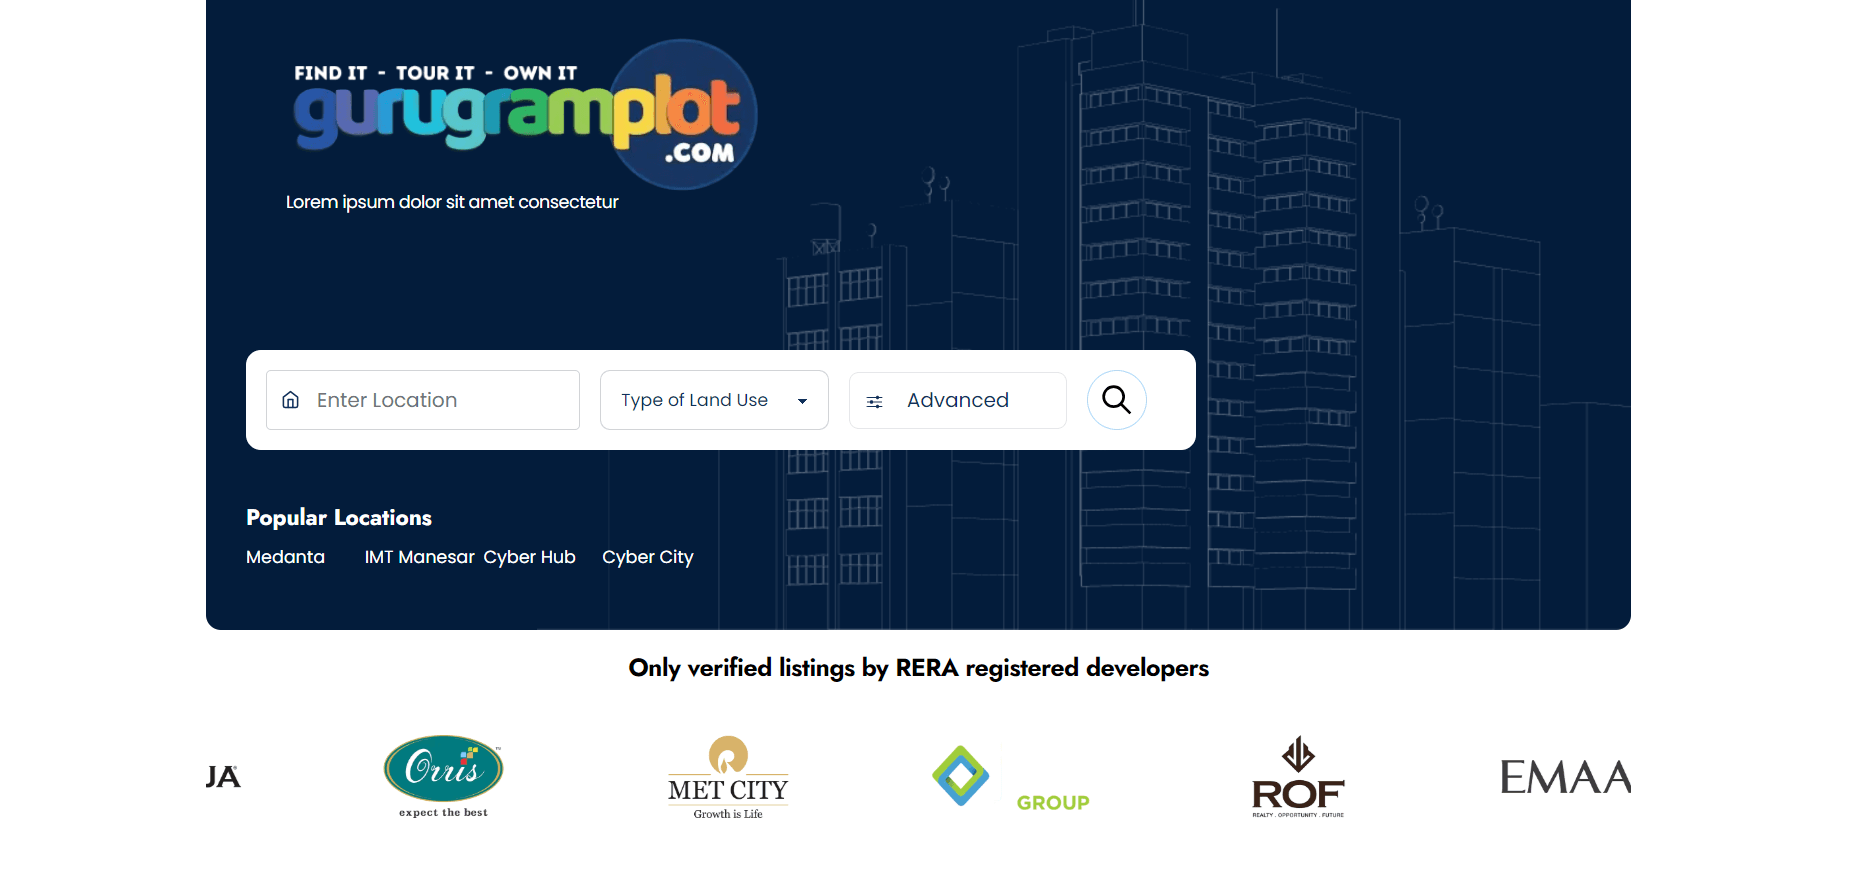 FIND IT - TOUR IT - OWN IT
gurugramplot
.COM
Lorem ipsum dolor sit amet consectetur
Enter Location
Type of Land Use
Advanced
Popular Locations
Medanta IMT Manesar Cyber Hub Cyber City
Only verified listings by RERA registered developers
JA®
Orris™
expect the best
MET CITY
Growth is Life
GROUP
ROF
REALTY . OPPORTUNITY . FUTURE
EMAA